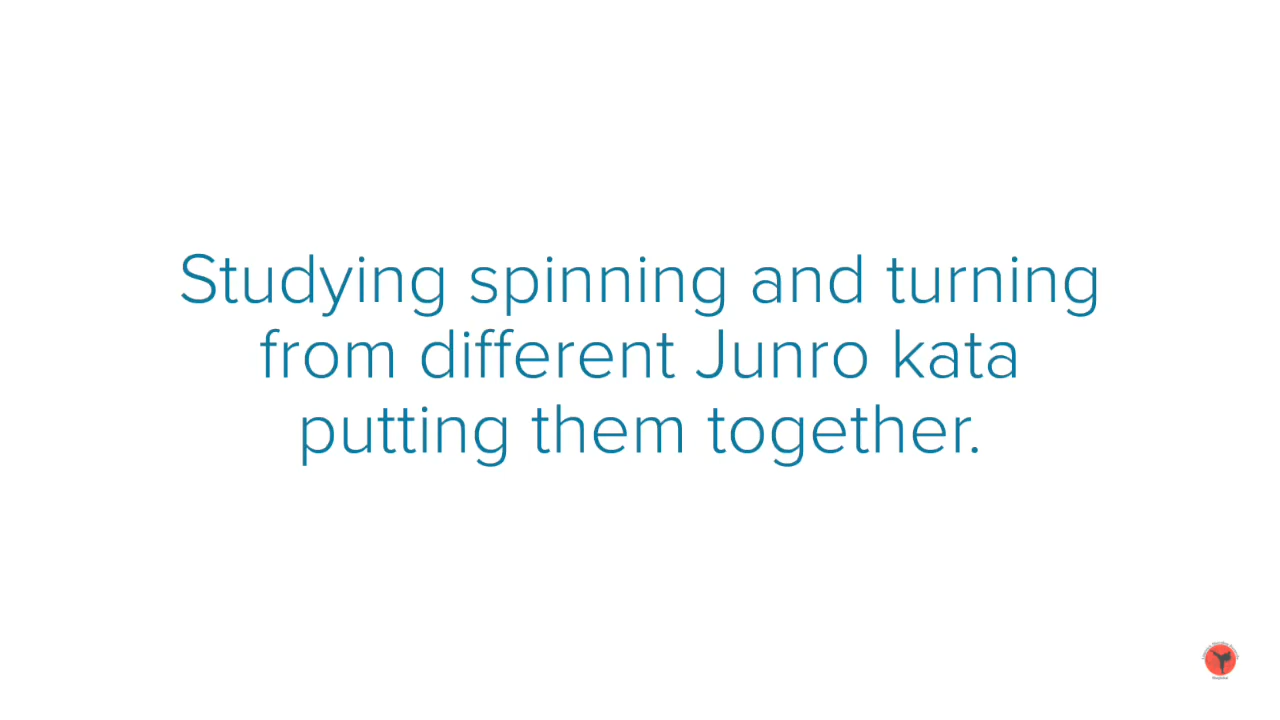 Studying spinning and turning
from different Junro kata
putting them together.